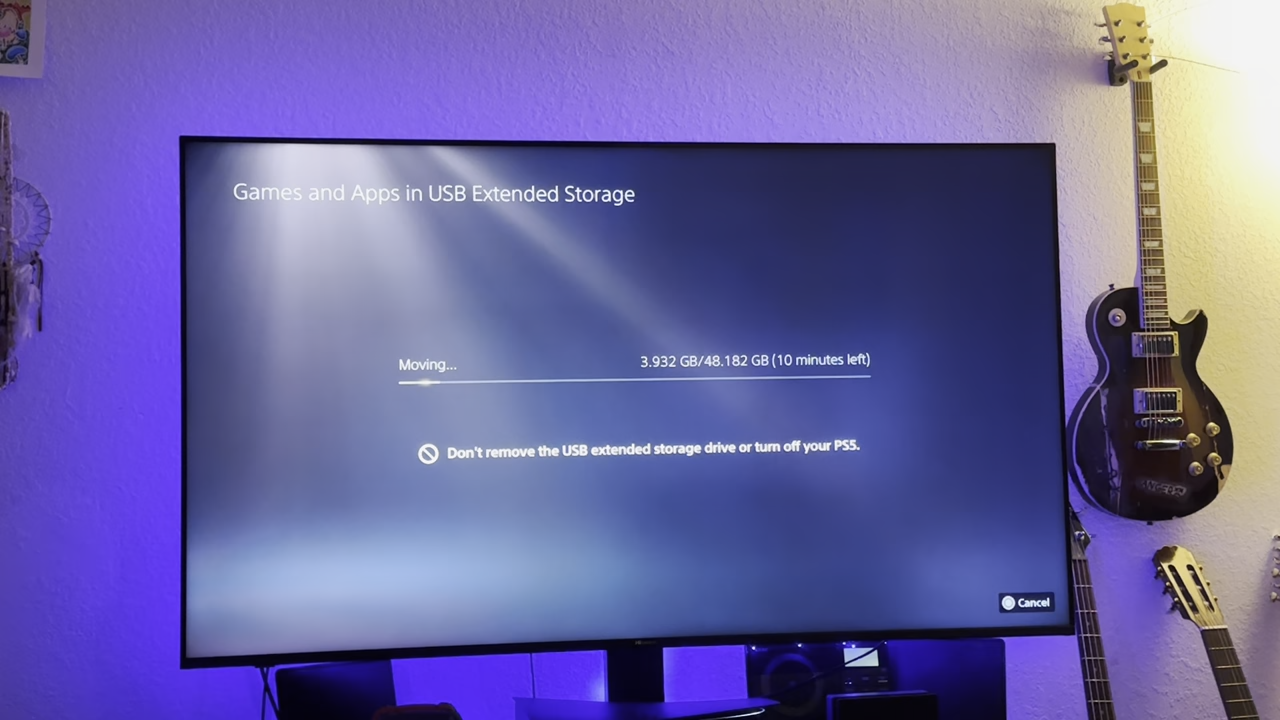 Games and Apps in USB Extended Storage
Moving...
3.932 GB/48.182 GB (10 minutes left)
Don't remove the USB extended storage drive or turn off your PS5.
Cancel